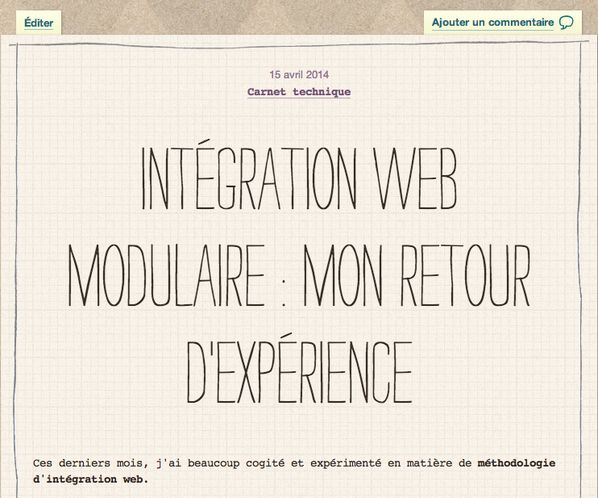 Éditer
Ajouter un commentaire
15 avril 2014
Carnet technique
INTÉGRATION WEB
MODULAIRE : MON RETOUR
D'EXPÉRIENCE
Ces derniers mois, j'ai beaucoup cogité et expérimenté en matière de méthodologie
d'intégration web.